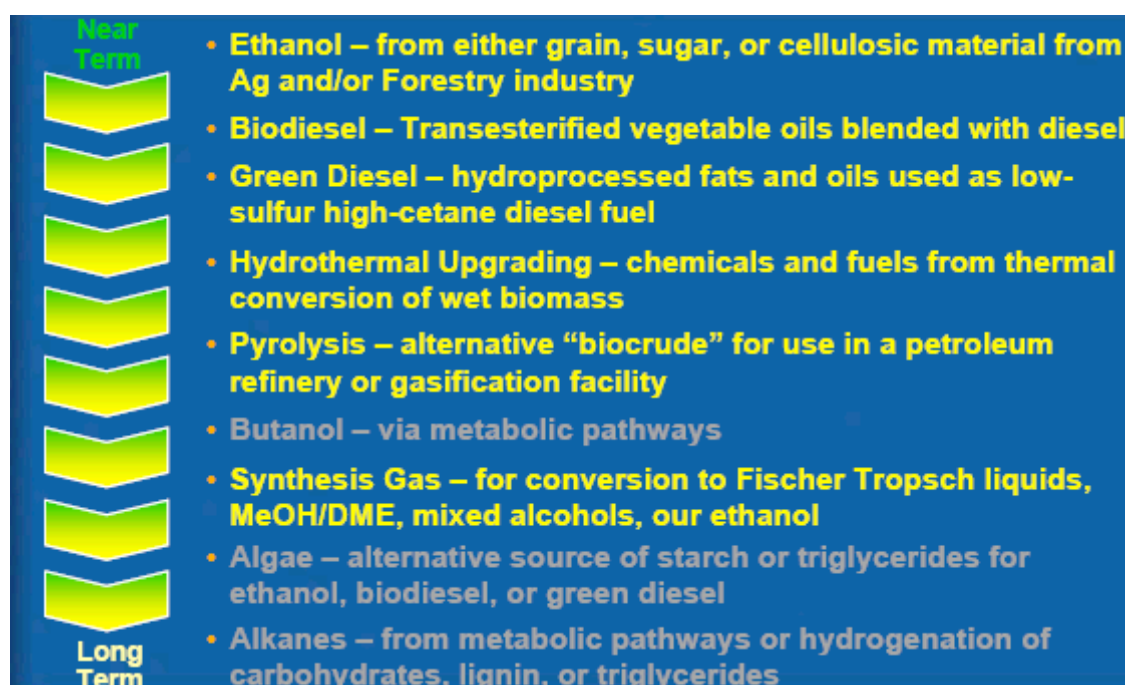 Near
Term
• Ethanol – from either grain, sugar, or cellulosic material from
Ag and/or Forestry industry
• Biodiesel – Transesterified vegetable oils blended with diesel
• Green Diesel – hydroprocessed fats and oils used as low-
sulfur high-cetane diesel fuel
• Hydrothermal Upgrading – chemicals and fuels from thermal
conversion of wet biomass
• Pyrolysis – alternative “biocrude” for use in a petroleum
refinery or gasification facility
• Butanol – via metabolic pathways
• Synthesis Gas – for conversion to Fischer Tropsch liquids,
MeOH/DME, mixed alcohols, our ethanol
• Algae – alternative source of starch or triglycerides for
ethanol, biodiesel, or green diesel
• Alkanes – from metabolic pathways or hydrogenation of
carbohydrates, lignin, or triglycerides
Long
Term